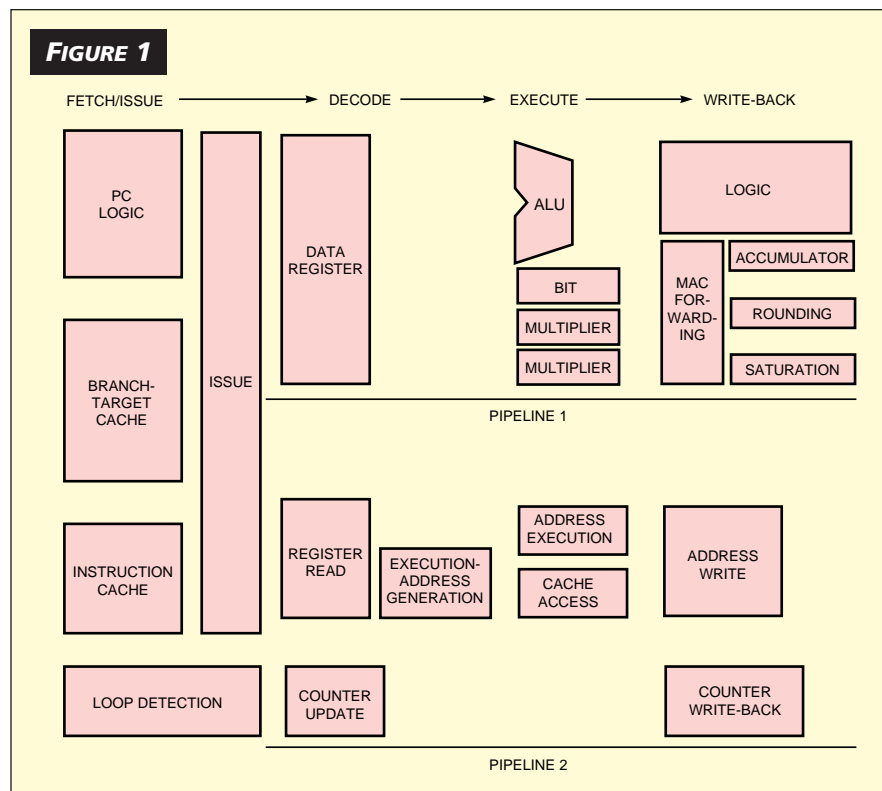 FIGURE 1
FETCH/ISSUE DECODE EXECUTE WRITE-BACK
PC
LOGIC
BRANCH-
TARGET
CACHE
INSTRUCTION
CACHE
LOOP DETECTION
ISSUE
DATA
REGISTER
ALU
BIT
MULTIPLIER
MULTIPLIER
LOGIC
MAC
FOR-
WARD-
ING
ACCUMULATOR
ROUNDING
SATURATION
PIPELINE 1
REGISTER
READ
EXECUTION-
ADDRESS
GENERATION
ADDRESS
EXECUTION
CACHE
ACCESS
ADDRESS
WRITE
COUNTER
UPDATE
COUNTER
WRITE-BACK
PIPELINE 2